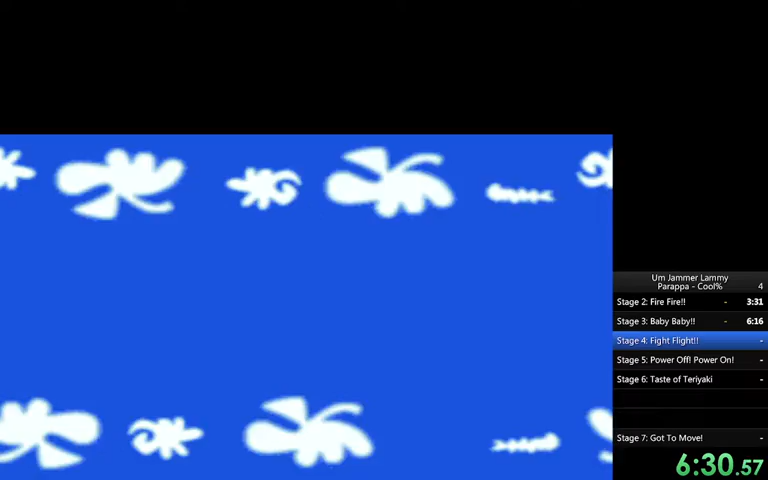 Um Jammer Lammy
Parappa - Cool% 4
Stage 2: Fire Fire!! - 3:31
Stage 3: Baby Baby!! - 6:16
Stage 4: Fight Flight!! -
Stage 5: Power Off! Power On! -
Stage 6: Taste of Teriyaki -
Stage 7: Got To Move! -
6:30.57